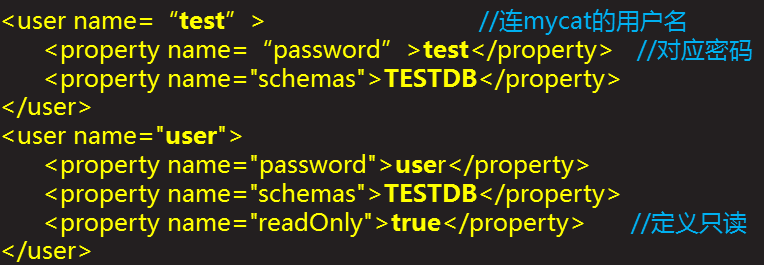 <user name=“test”>  //连mycat的用户名
<property name=“password”>test</property>  //对应密码
<property name="schemas">TESTDB</property>
</user>
<user name="user">
<property name="password">user</property>
<property name="schemas">TESTDB</property>
<property name="readOnly">true</property>  //定义只读
</user>